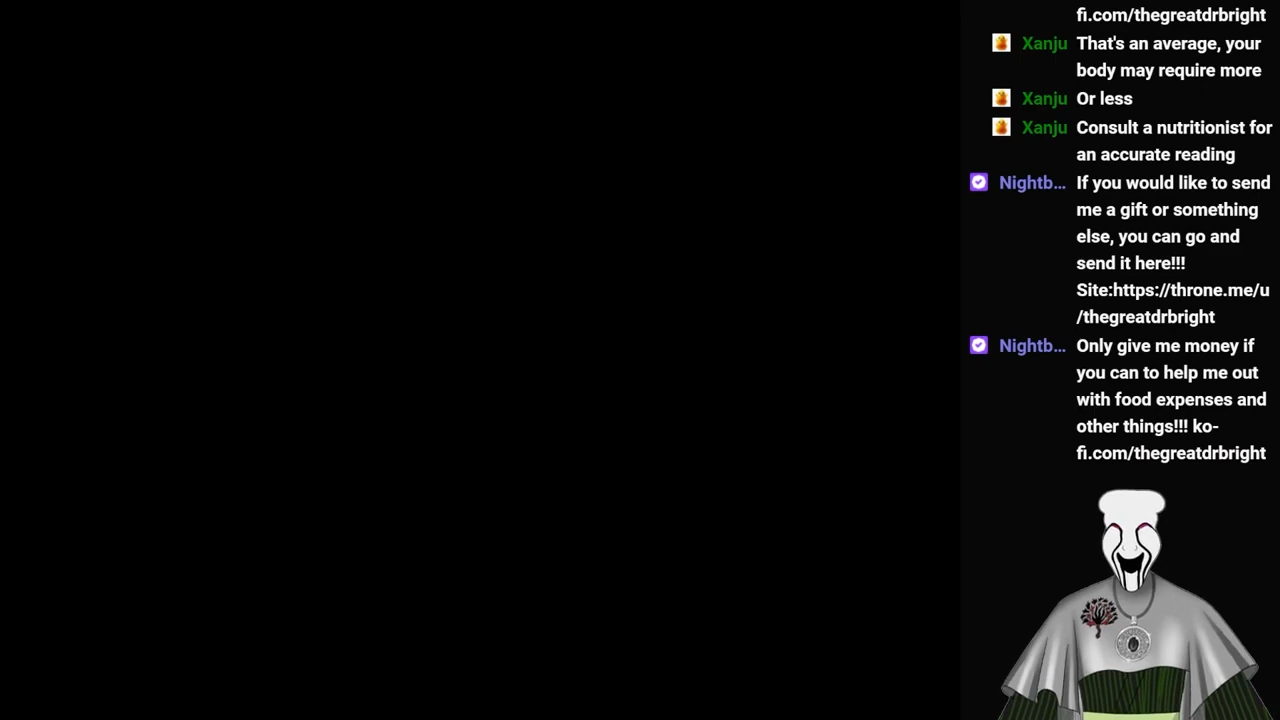 fi.com/thegreatdrbright
Xanju That's an average, your
body may require more
Xanju Or less
Xanju Consult a nutritionist for
an accurate reading
Nightb... If you would like to send
me a gift or something
else, you can go and
send it here!!!
Site:https://throne.me/u
/thegreatdrbright
Nightb... Only give me money if
you can to help me out
with food expenses and
other things!!! ko-
fi.com/thegreatdrbright